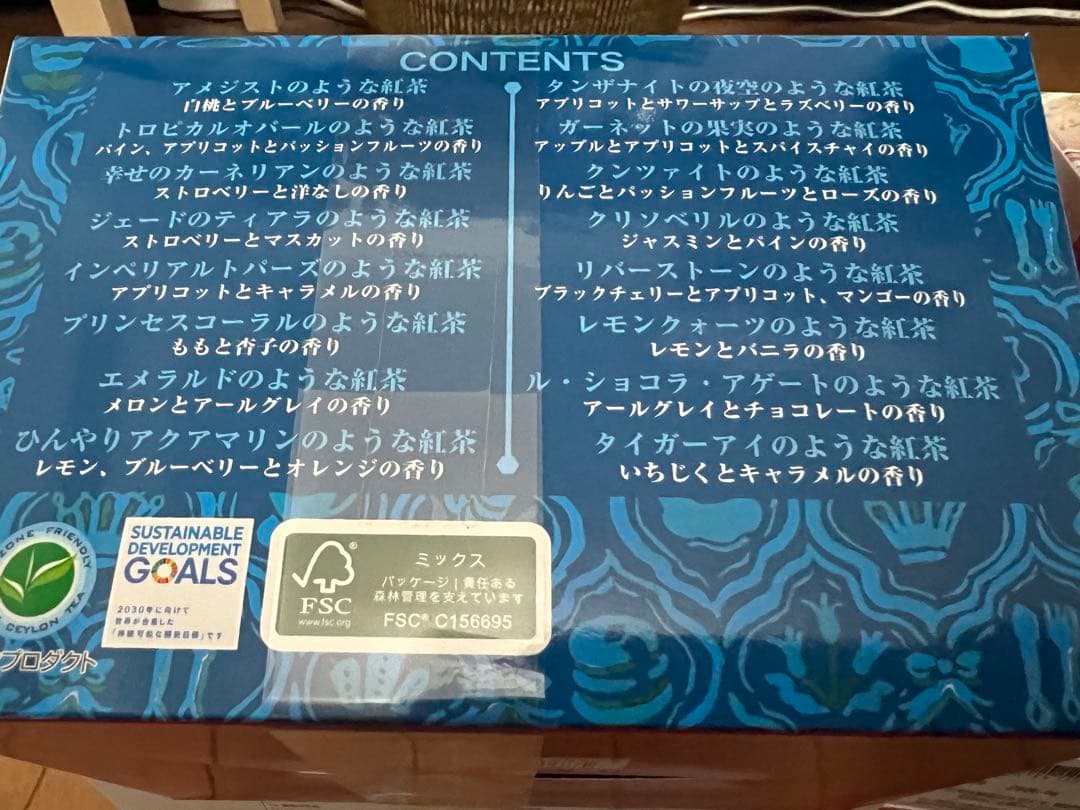 CONTENTS
アメジストのような紅茶
白桃とブルーベリーの香り
トロピカルオパールのような紅茶
パイン、アプリコットとパッションフルーツの香り
幸せのカーネリアンのような紅茶
ストロベリーと洋なしの香り
ジェードのティアラのような紅茶
ストロベリーとマスカットの香り
インペリアルトパーズのような紅茶
アプリコットとキャラメルの香り
プリンセスコーラルのような紅茶
ももと杏子の香り
エメラルドのような紅茶
メロンとアールグレイの香り
ひんやりアクアマリンのような紅茶
レモン、ブルーベリーとオレンジの香り
タンザナイトの夜空のような紅茶
アプリコットとサワーサップとラズベリーの香り
ガーネットの果実のような紅茶
アップルとアプリコットとスパイスチャイの香り
クンツァイトのような紅茶
りんごとパッションフルーツとローズの香り
クリソベリルのような紅茶
ジャスミンとパインの香り
リバーストーンのような紅茶
ブラックチェリーとアプリコット、マンゴーの香り
レモンクォーツのような紅茶
レモンとバニラの香り
ル・ショコラ・アゲートのような紅茶
アールグレイとチョコレートの香り
タイガーアイのような紅茶
いちじくとキャラメルの香り
ZONE FRIENDLY
CEYLON TEA
プロダクト
SUSTAINABLE
DEVELOPMENT
GOALS
2030年に向けて
世界が合意した
「持続可能な開発目標」です
FSC
www.fsc.org
ミックス
パッケージ | 責任ある
森林管理を支えています
FSC® C156695